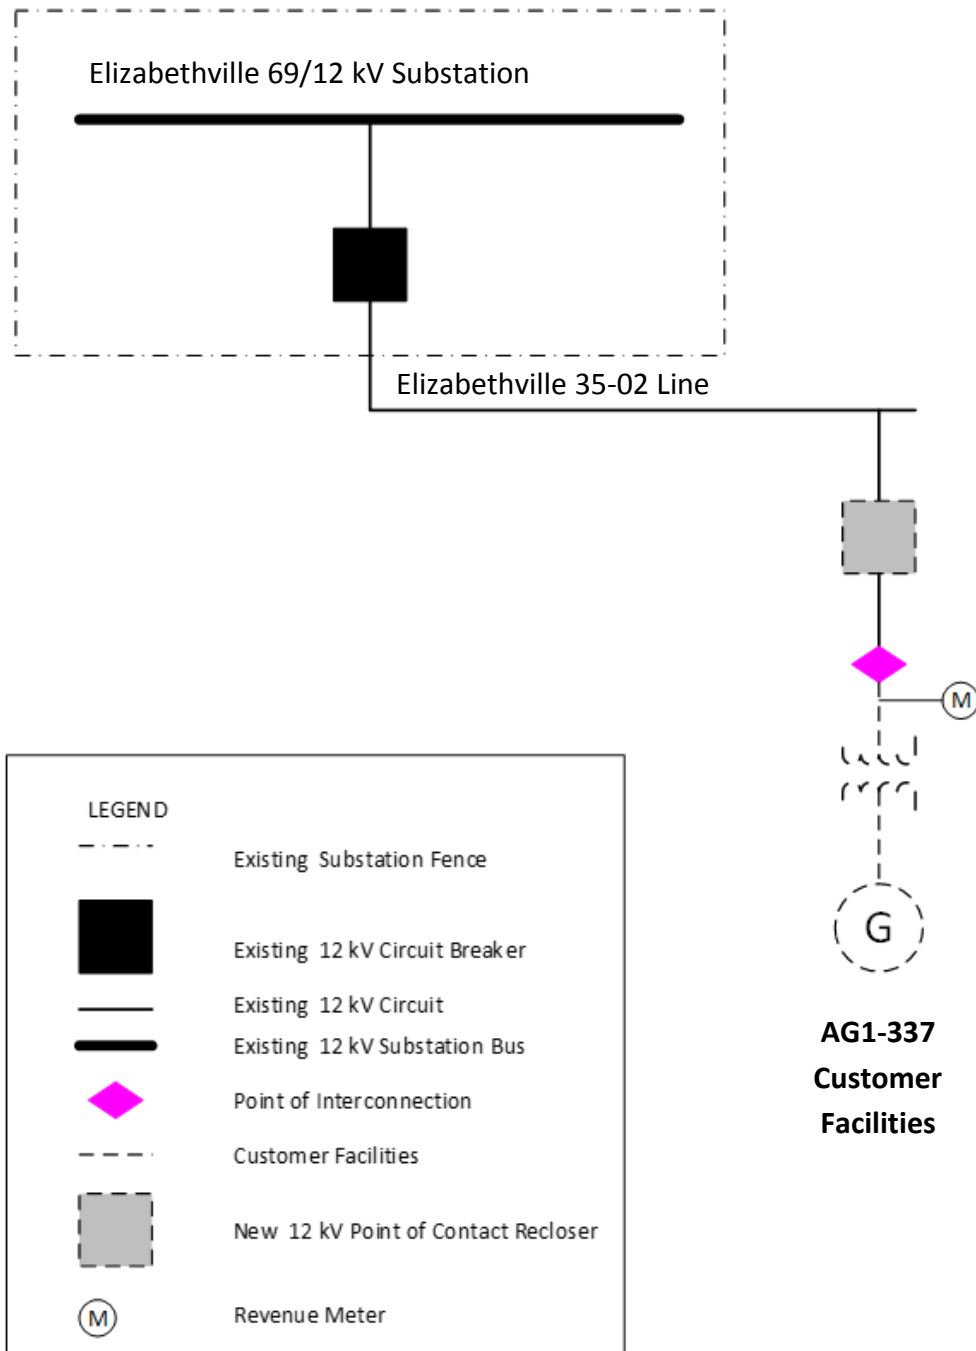 Elizabethville 69/12 kV Substation
Elizabethville 35-02 Line
M
G
AG1-337
Customer
Facilities
LEGEND
Existing Substation Fence
Existing 12 kV Circuit Breaker
Existing 12 kV Circuit
Existing 12 kV Substation Bus
Point of Interconnection
Customer Facilities
New 12 kV Point of Contact Recloser
M Revenue Meter